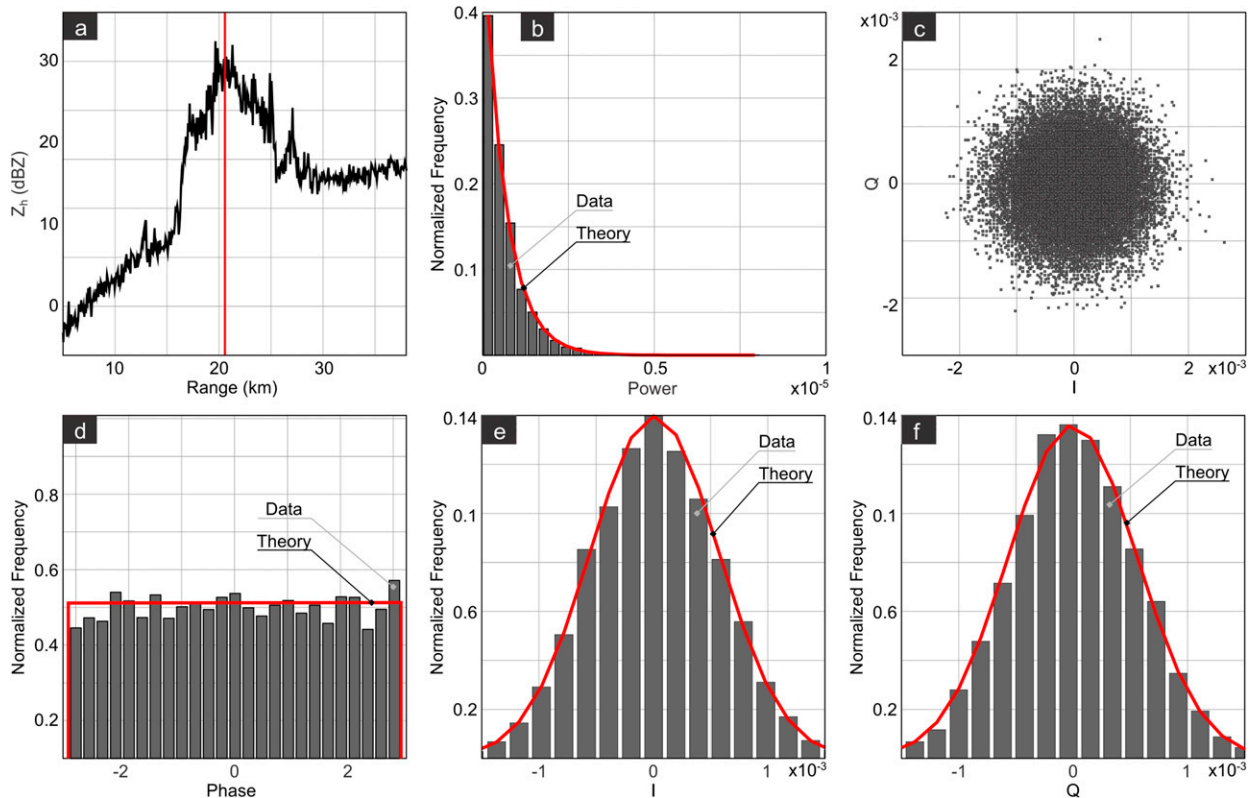 a
Z_h (dBZ)
30
20
10
0
10
20
30
Range (km)
b
Normalized Frequency
0.4
0.3
0.2
0.1
Data
Theory
0
0.5
1
x10^-5
Power
c
x10^-3
Q
2
0
-2
-2
0
2
x10^-3
I
d
Normalized Frequency
0.8
0.6
0.4
0.2
Data
Theory
-2
0
2
Phase
e
Normalized Frequency
0.14
0.1
0.6
0.2
Data
Theory
-1
0
1
x10^-3
I
f
Normalized Frequency
0.14
0.1
0.6
0.2
Data
Theory
-1
0
1
x10^-3
Q